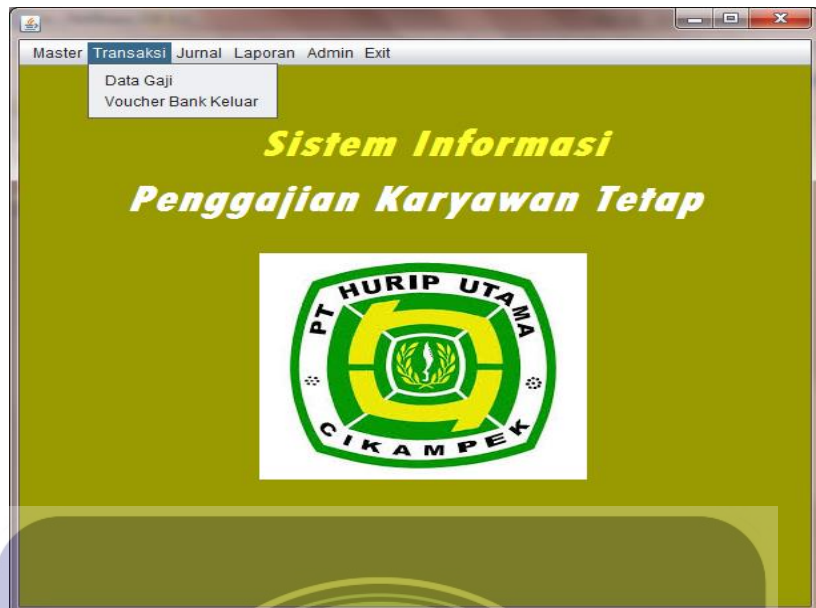 Master Transaksi Jurnal Laporan Admin Exit
Data Gaji
Voucher Bank Keluar
Sistem Informasi
Penggajian Karyawan Tetap
PT HURIP UTAMA
CIKAMPEK